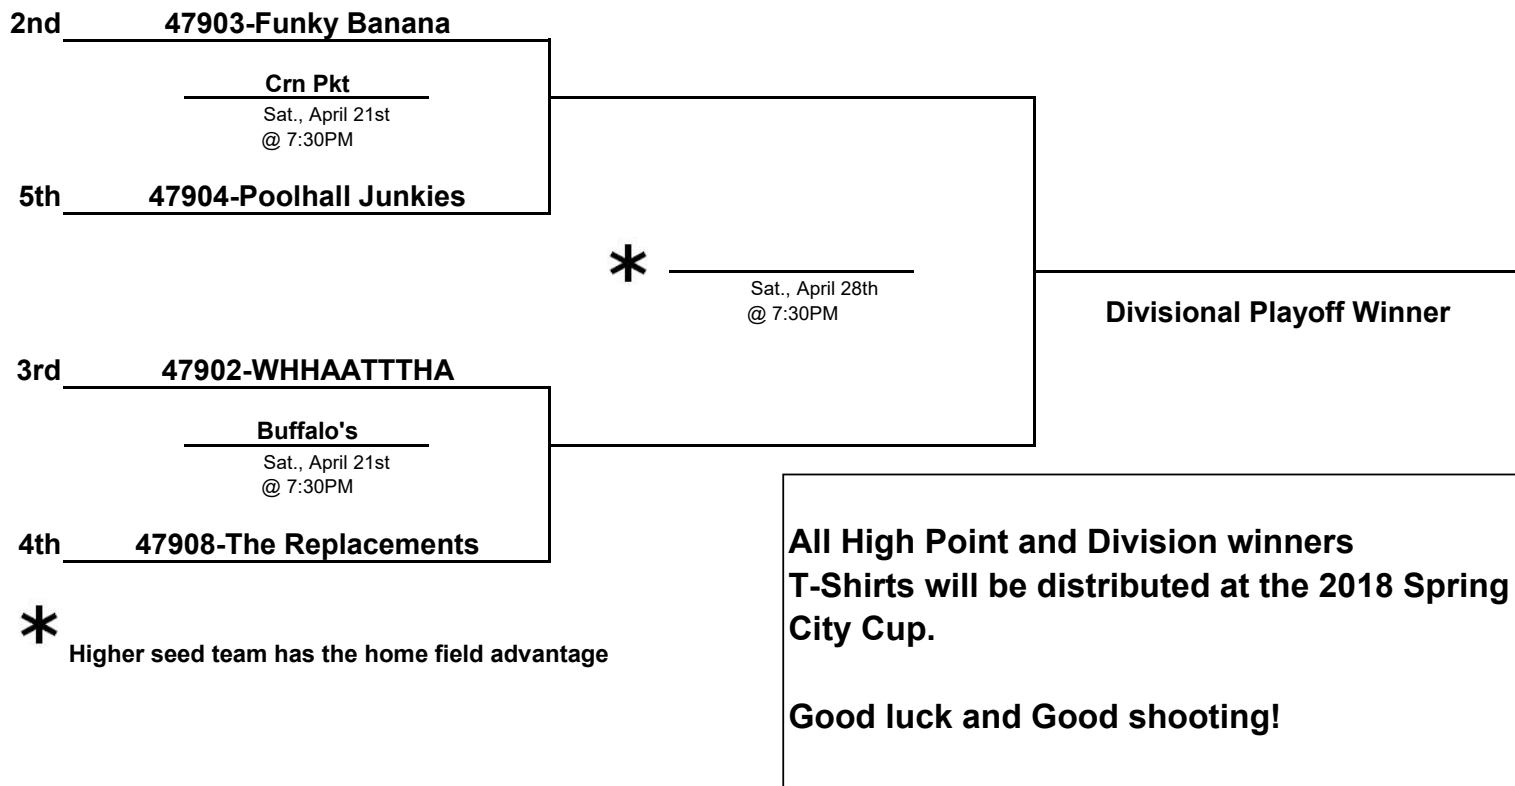 2nd 47903-Funky Banana
Crn Pkt
Sat., April 21st
@ 7:30PM
5th 47904-Poolhall Junkies
* Sat., April 28th
@ 7:30PM
Divisional Playoff Winner
3rd 47902-WHHAATTTHA
Buffalo's
Sat., April 21st
@ 7:30PM
4th 47908-The Replacements
* Higher seed team has the home field advantage
All High Point and Division winners
T-Shirts will be distributed at the 2018 Spring
City Cup.
Good luck and Good shooting!